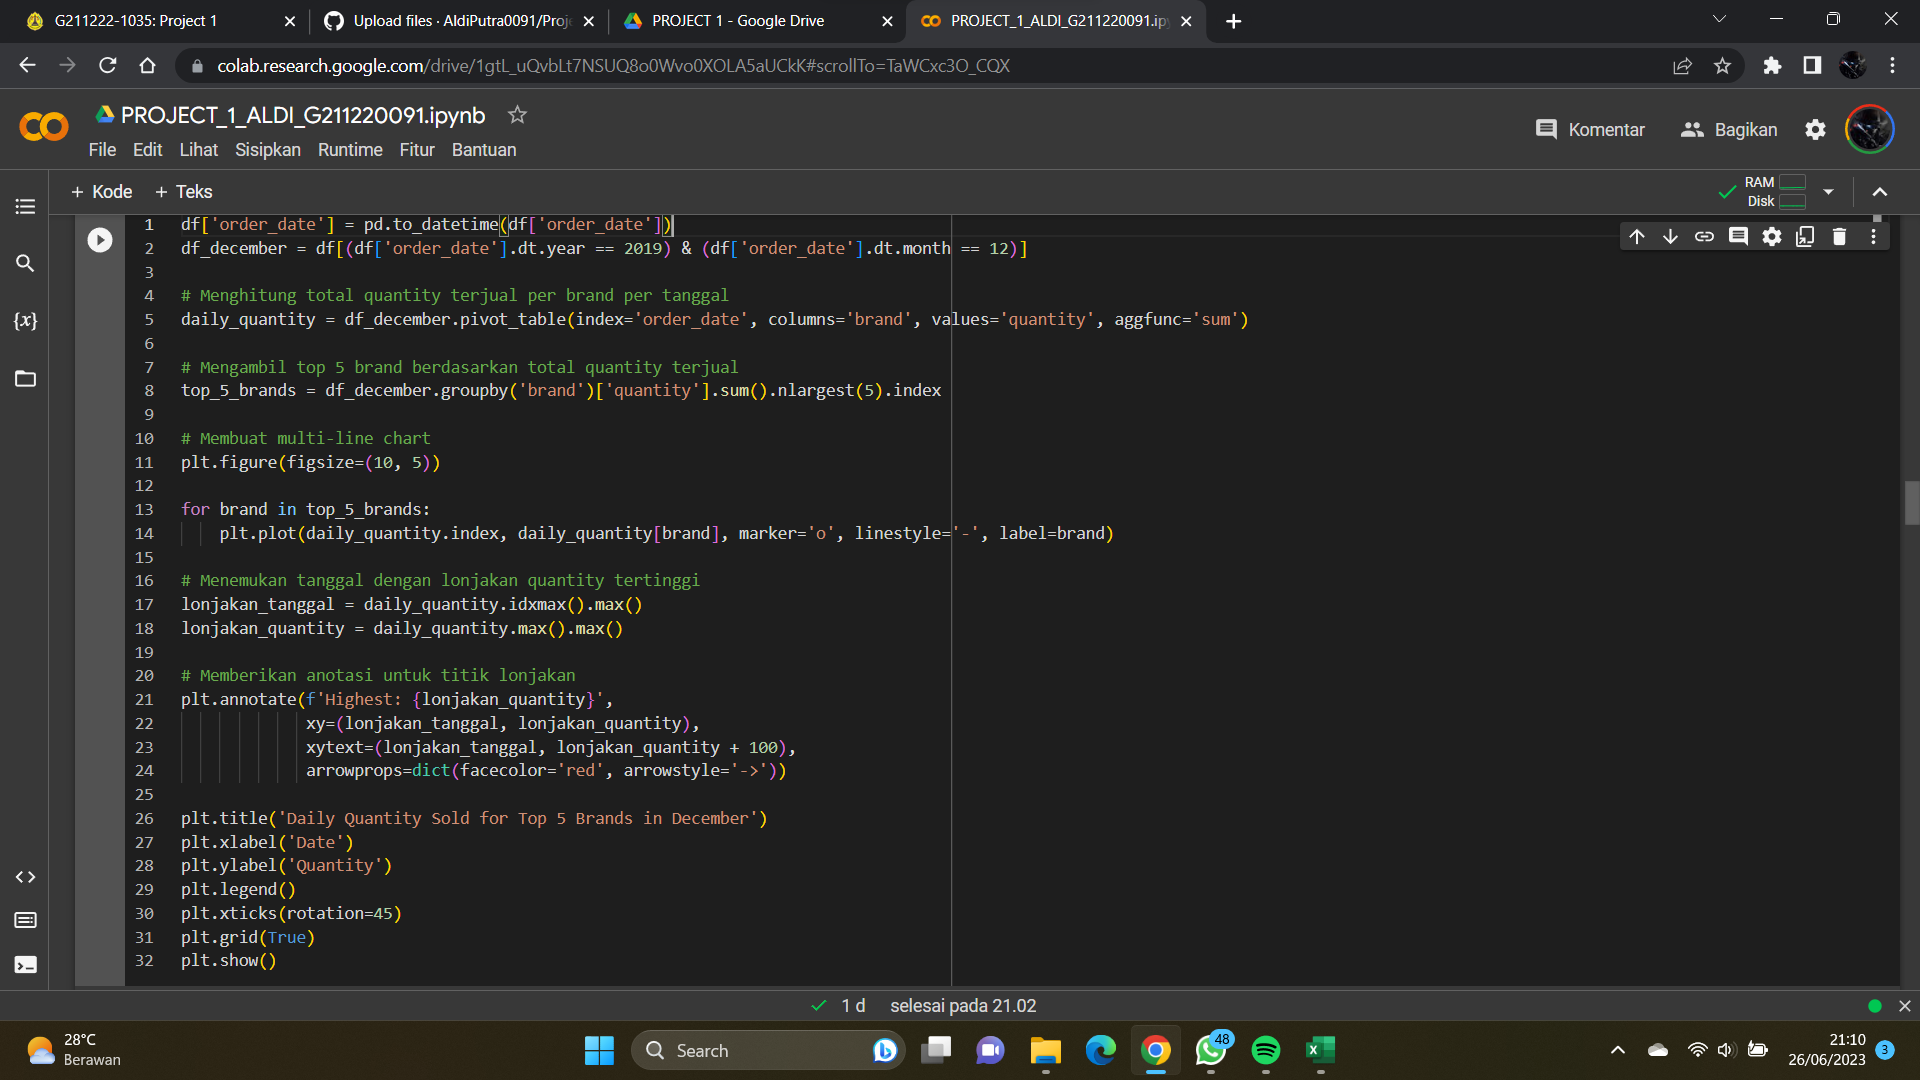 G211222-1035: Project 1
Upload files · AldiPutra0091/Proje
PROJECT 1 - Google Drive
PROJECT_1_ALDI_G211220091.ip
colab.research.google.com/drive/1gtL_uQvbLt7NSUQ8o0Wvo0XOLA5aUCkK#scrollTo=TaWCxc3O_CQX
PROJECT_1_ALDI_G211220091.ipynb
Komentar
Bagikan
File Edit Lihat Sisipkan Runtime Fitur Bantuan
+ Kode + Teks
RAM
Disk
1 df['order_date'] = pd.to_datetime(df['order_date'])
2 df_december = df[(df['order_date'].dt.year == 2019) & (df['order_date'].dt.month == 12)]
3
4 # Menghitung total quantity terjual per brand per tanggal
5 daily_quantity = df_december.pivot_table(index='order_date', columns='brand', values='quantity', aggfunc='sum')
6
7 # Mengambil top 5 brand berdasarkan total quantity terjual
8 top_5_brands = df_december.groupby('brand')['quantity'].sum().nlargest(5).index
9
10 # Membuat multi-line chart
11 plt.figure(figsize=(10, 5))
12
13 for brand in top_5_brands:
14 plt.plot(daily_quantity.index, daily_quantity[brand], marker='o', linestyle='-', label=brand)
15
16 # Menemukan tanggal dengan lonjakan quantity tertinggi
17 lonjakan_tanggal = daily_quantity.idxmax().max()
18 lonjakan_quantity = daily_quantity.max().max()
19
20 # Memberikan anotasi untuk titik lonjakan
21 plt.annotate(f'Highest: {lonjakan_quantity}',
22 xy=(lonjakan_tanggal, lonjakan_quantity),
23 xytext=(lonjakan_tanggal, lonjakan_quantity + 100),
24 arrowprops=dict(facecolor='red', arrowstyle='->'))
25
26 plt.title('Daily Quantity Sold for Top 5 Brands in December')
27 plt.xlabel('Date')
28 plt.ylabel('Quantity')
29 plt.legend()
30 plt.xticks(rotation=45)
31 plt.grid(True)
32 plt.show()
1 d selesai pada 21.02
28°C
Berawan
Search
48
21:10
26/06/2023
3